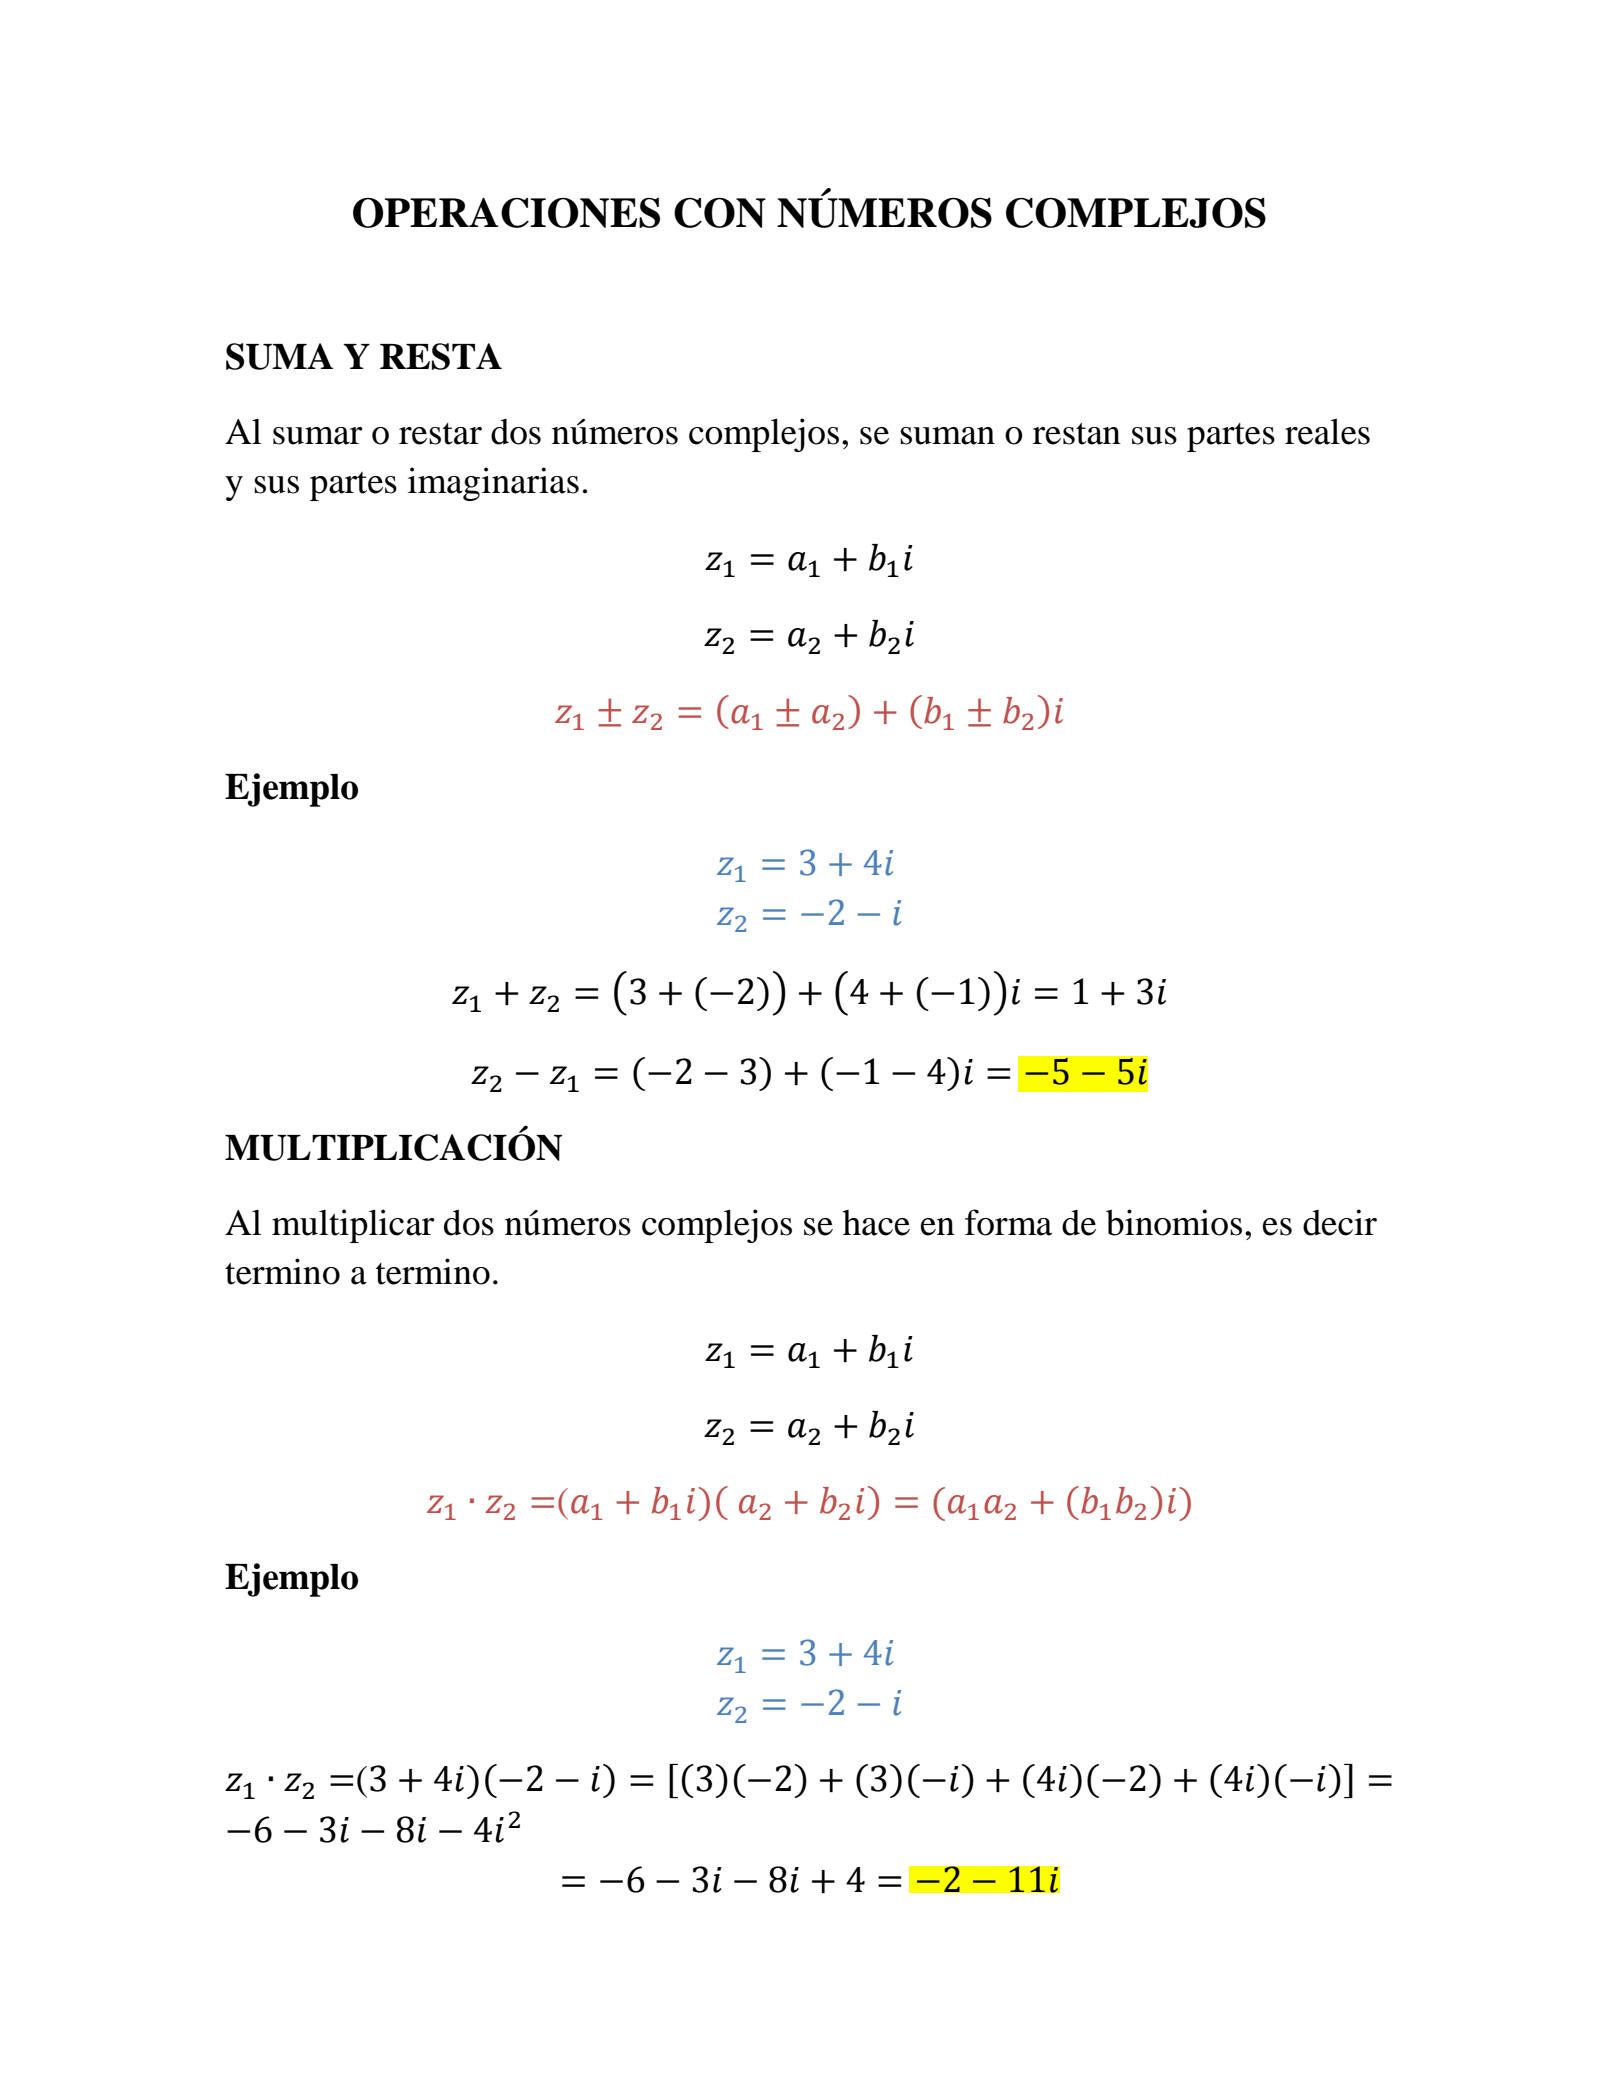 OPERACIONES CON NÚMEROS COMPLEJOS
SUMA Y RESTA
Al sumar o restar dos números complejos, se suman o restan sus partes reales
y sus partes imaginarias.
z₁ = a₁ + b₁i
z₂ = a₂ + b₂i
z₁ ± z₂ = (a₁ ± a₂) + (b₁ ± b₂)i
Ejemplo
z₁ = 3 + 4i
z₂ = −2 − i
z₁ + z₂ = (3 + (−2)) + (4 + (−1))i = 1 + 3i
z₂ − z₁ = (−2 − 3) + (−1 − 4)i = −5 − 5i
MULTIPLICACIÓN
Al multiplicar dos números complejos se hace en forma de binomios, es decir
termino a termino.
z₁ = a₁ + b₁i
z₂ = a₂ + b₂i
z₁ · z₂ =(a₁ + b₁i)( a₂ + b₂i) = (a₁a₂ + (b₁b₂)i)
Ejemplo
z₁ = 3 + 4i
z₂ = −2 − i
z₁ · z₂ =(3 + 4i)(−2 − i) = [(3)(−2) + (3)(−i) + (4i)(−2) + (4i)(−i)] =
−6 − 3i − 8i − 4i²
= −6 − 3i − 8i + 4 = −2 − 11i